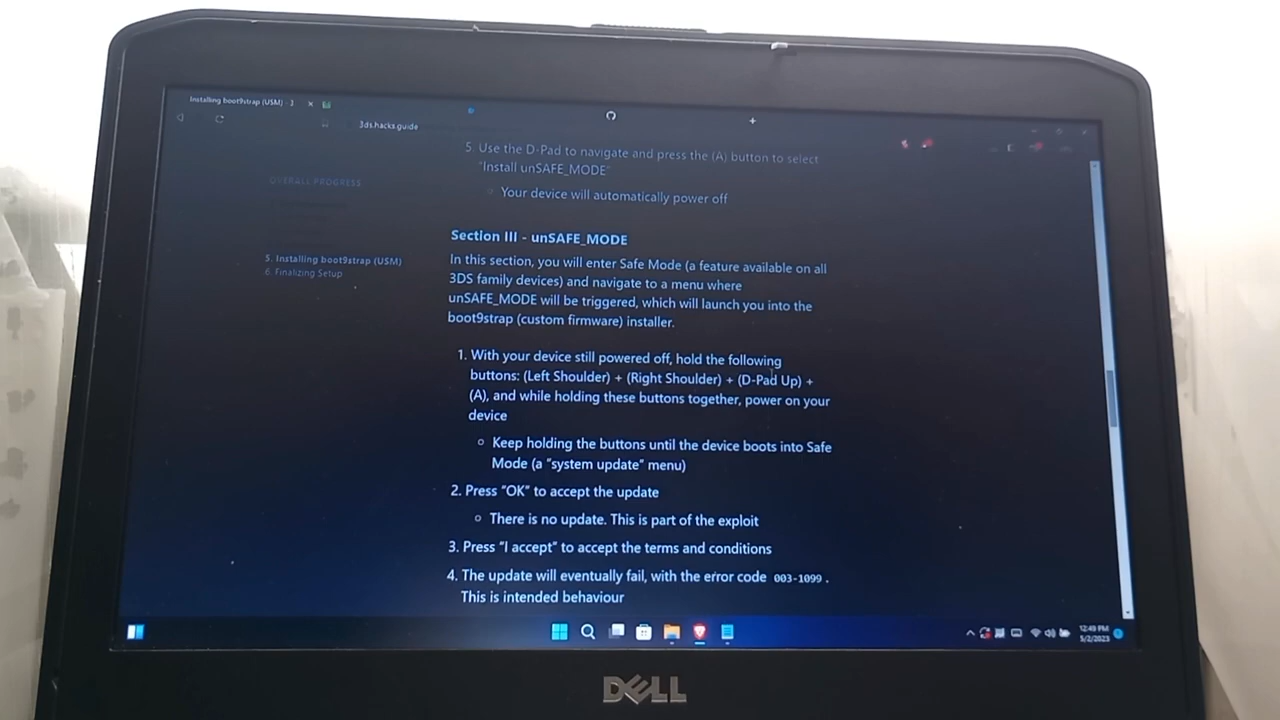 Installing boot9strap (USM) - 3
3ds.hacks.guide
5. Use the D-Pad to navigate and press the (A) button to select
"Install unSAFE_MODE"
Your device will automatically power off
OVERALL PROGRESS
5. Installing boot9strap (USM)
6. Finalizing Setup
Section III - unSAFE_MODE
In this section, you will enter Safe Mode (a feature available on all
3DS family devices) and navigate to a menu where
unSAFE_MODE will be triggered, which will launch you into the
boot9strap (custom firmware) installer.
1. With your device still powered off, hold the following
buttons: (Left Shoulder) + (Right Shoulder) + (D-Pad Up) +
(A), and while holding these buttons together, power on your
device
Keep holding the buttons until the device boots into Safe
Mode (a "system update" menu)
2. Press "OK" to accept the update
There is no update. This is part of the exploit
3. Press "I accept" to accept the terms and conditions
4. The update will eventually fail, with the error code 003-1099 .
This is intended behaviour
12:49 PM
5/2/2023
DELL